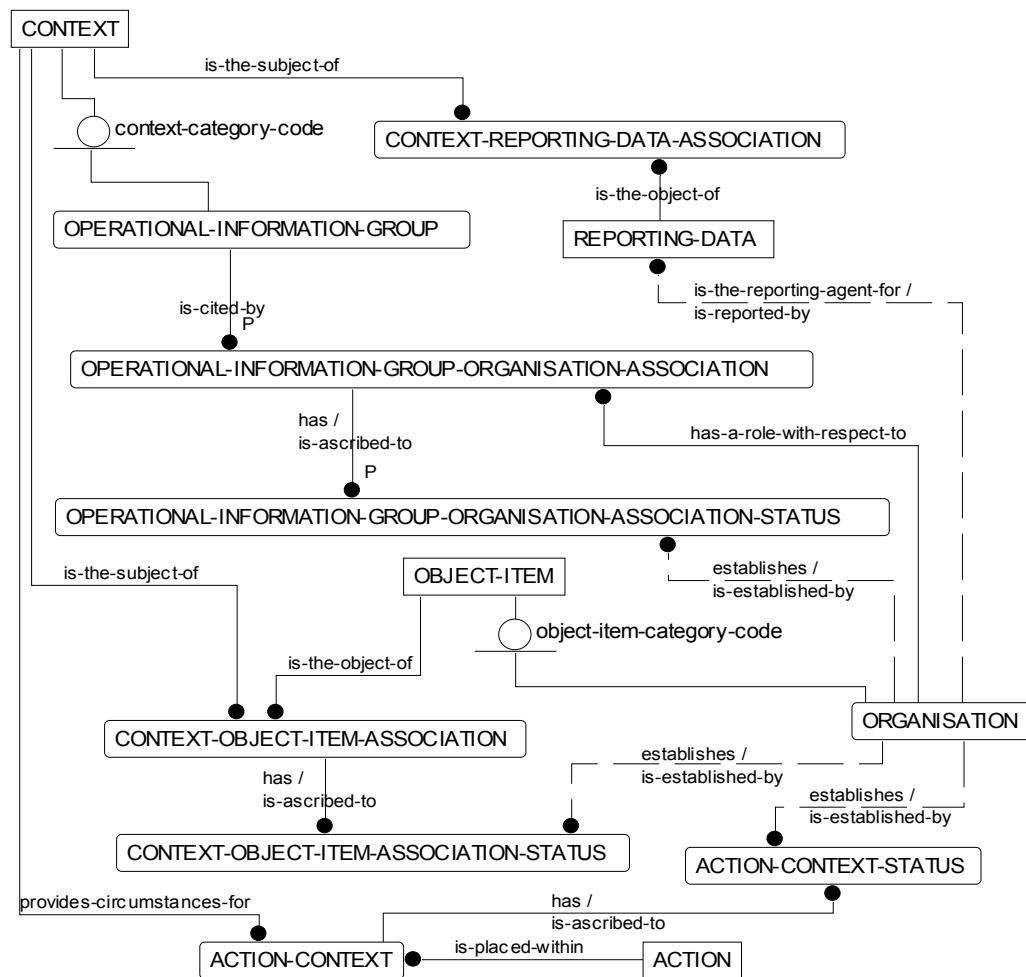 CONTEXT
is-the-subject-of
context-category-code
CONTEXT-REPORTING-DATA-ASSOCIATION
is-the-object-of
OPERATIONAL-INFORMATION-GROUP
REPORTING-DATA
is-the-reporting-agent-for /
is-reported-by
is-cited-by
P
OPERATIONAL-INFORMATION-GROUP-ORGANISATION-ASSOCIATION
has /
is-ascribed-to
has-a-role-with-respect-to
P
OPERATIONAL-INFORMATION-GROUP-ORGANISATION-ASSOCIATION-STATUS
is-the-subject-of
OBJECT-ITEM
establishes /
is-established-by
object-item-category-code
is-the-object-of
ORGANISATION
CONTEXT-OBJECT-ITEM-ASSOCIATION
has /
is-ascribed-to
establishes /
is-established-by
establishes /
is-established-by
CONTEXT-OBJECT-ITEM-ASSOCIATION-STATUS
ACTION-CONTEXT-STATUS
provides-circumstances-for
has /
is-ascribed-to
is-placed-within
ACTION-CONTEXT
ACTION